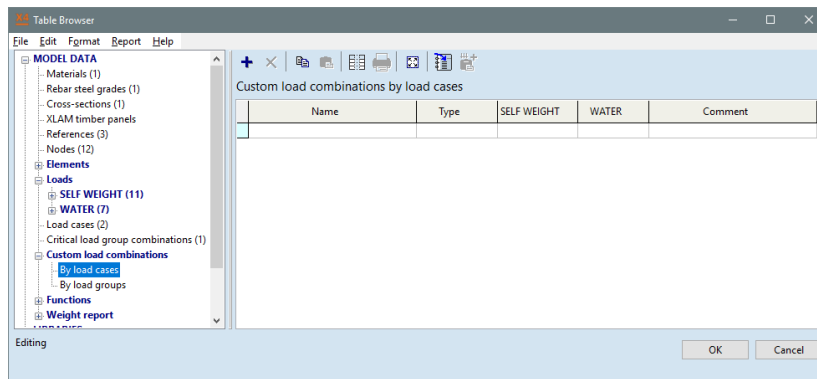 Table Browser
File Edit Format Report Help
MODEL DATA
Materials (1)
Rebar steel grades (1)
Cross-sections (1)
XLAM timber panels
References (3)
Nodes (12)
Elements
Loads
SELF WEIGHT (11)
WATER (7)
Load cases (2)
Critical load group combinations (1)
Custom load combinations
By load cases
By load groups
Functions
Weight report
Custom load combinations by load cases
Name Type SELF WEIGHT WATER Comment
Editing
OK Cancel